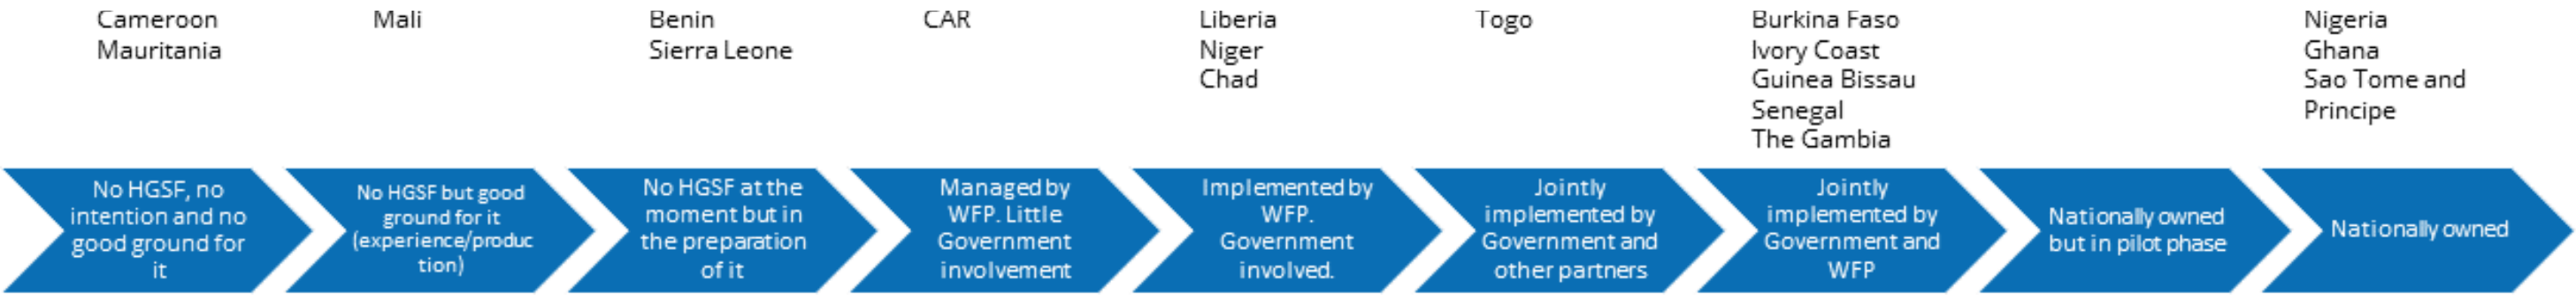 Cameroon
Mauritania
Mali
Benin
Sierra Leone
CAR
Liberia
Niger
Chad
Togo
Burkina Faso
Ivory Coast
Guinea Bissau
Senegal
The Gambia
Nigeria
Ghana
Sao Tome and
Principe
No HGSF, no
intention and no
good ground for
it
No HGSF but good
ground for it
(experience/produc
tion)
No HGSF at the
moment but in
the preparation
of it
Managed by
WFP. Little
Government
involvement
Implemented by
WFP.
Government
involved.
Jointly
implemented by
Government and
other partners
Jointly
implemented by
Government and
WFP
Nationally owned
but in pilot phase
Nationally owned